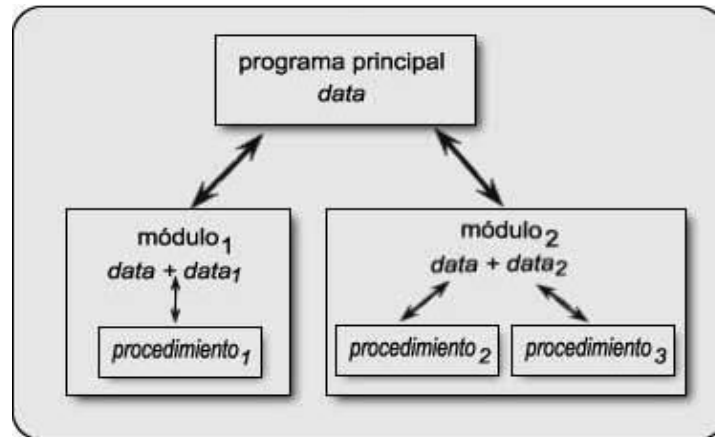 programa principal
data
módulo1
data + data1
procedimiento1
módulo2
data + data2
procedimiento2
procedimiento3